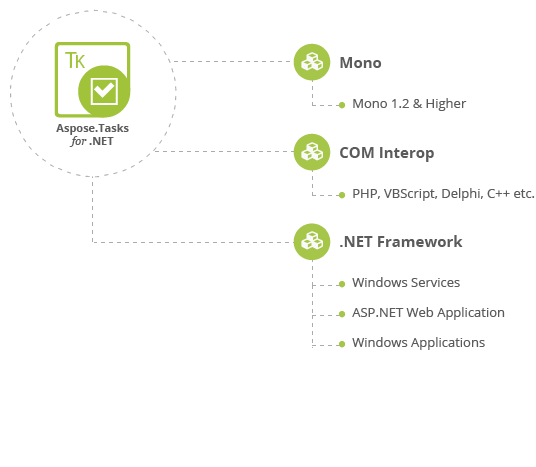 TK
Aspose.Tasks
for .NET
Mono
Mono 1.2 & Higher
COM Interop
PHP, VBScript, Delphi, C++ etc.
.NET Framework
Windows Services
ASP.NET Web Application
Windows Applications